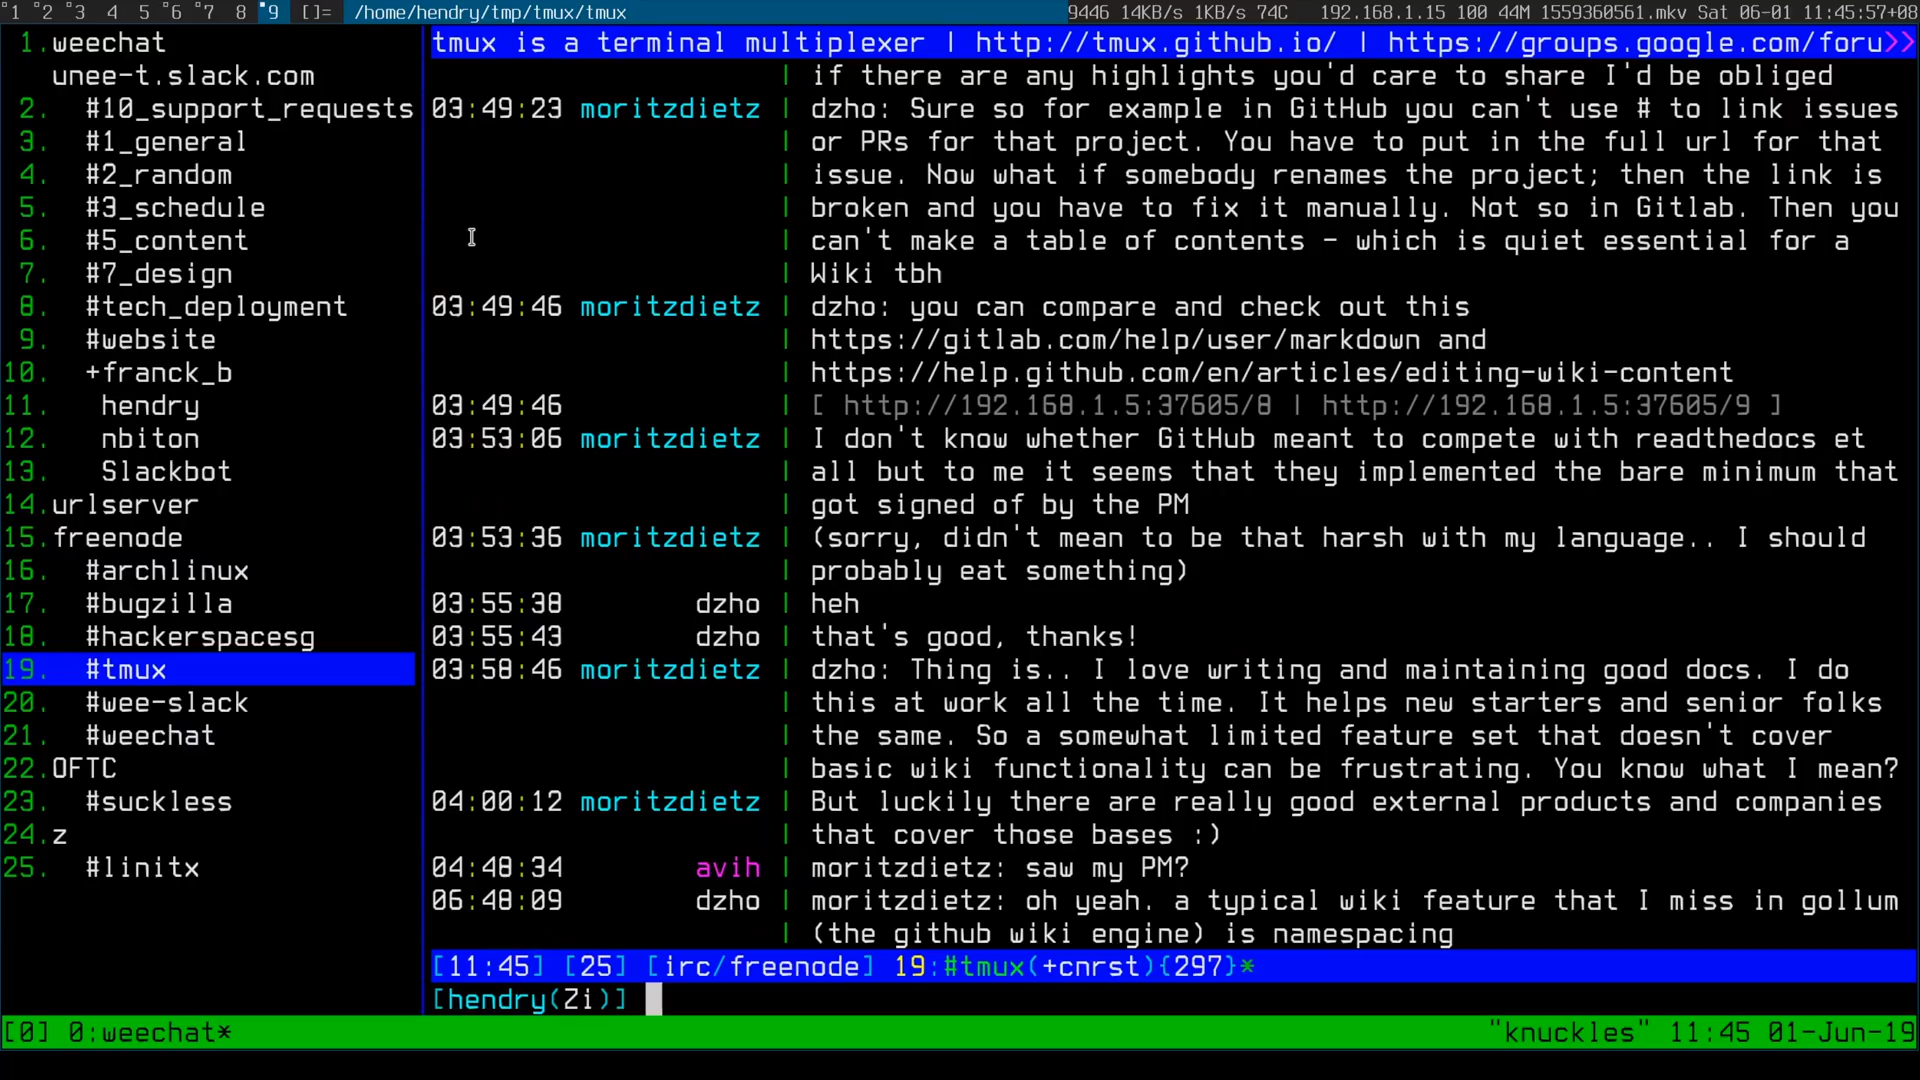 1 2 3 4 5 6 7 8 9 []= /home/hendry/tmp/tmux/tmux 9446 14KB/s 1KB/s 74C 192.168.1.15 100 44M 1559360561.mkv Sat 06-01 11:45:57+08
1.weechat
unee-t.slack.com
2. #10_support_requests
3. #1_general
4. #2_random
5. #3_schedule
6. #5_content
7. #7_design
8. #tech_deployment
9. #website
10. +franck_b
11. hendry
12. nbiton
13. Slackbot
14.urlserver
15.freenode
16. #archlinux
17. #bugzilla
18. #hackerspacesg
19. #tmux
20. #wee-slack
21. #weechat
22.OFTC
23. #suckless
24.z
25. #linitx
tmux is a terminal multiplexer | http://tmux.github.io/ | https://groups.google.com/foru>>
| if there are any highlights you'd care to share I'd be obliged
03:49:23 moritzdietz | dzho: Sure so for example in GitHub you can't use # to link issues
| or PRs for that project. You have to put in the full url for that
| issue. Now what if somebody renames the project; then the link is
| broken and you have to fix it manually. Not so in Gitlab. Then you
| can't make a table of contents – which is quiet essential for a
| Wiki tbh
03:49:46 moritzdietz | dzho: you can compare and check out this
| https://gitlab.com/help/user/markdown and
| https://help.github.com/en/articles/editing-wiki-content
03:49:46 | [ http://192.168.1.5:37605/8 | http://192.168.1.5:37605/9 ]
03:53:06 moritzdietz | I don't know whether GitHub meant to compete with readthedocs et
| all but to me it seems that they implemented the bare minimum that
| got signed of by the PM
03:53:36 moritzdietz | (sorry, didn't mean to be that harsh with my language.. I should
| probably eat something)
03:55:38 dzho | heh
03:55:43 dzho | that's good, thanks!
03:58:46 moritzdietz | dzho: Thing is.. I love writing and maintaining good docs. I do
| this at work all the time. It helps new starters and senior folks
| the same. So a somewhat limited feature set that doesn't cover
| basic wiki functionality can be frustrating. You know what I mean?
04:00:12 moritzdietz | But luckily there are really good external products and companies
| that cover those bases :)
04:48:34 avih | moritzdietz: saw my PM?
06:48:09 dzho | moritzdietz: oh yeah. a typical wiki feature that I miss in gollum
| (the github wiki engine) is namespacing
[11:45] [25] [irc/freenode] 19:#tmux(+cnrst){297}*
[hendry(Zi)]
[0] 0:weechat* "knuckles" 11:45 01-Jun-19